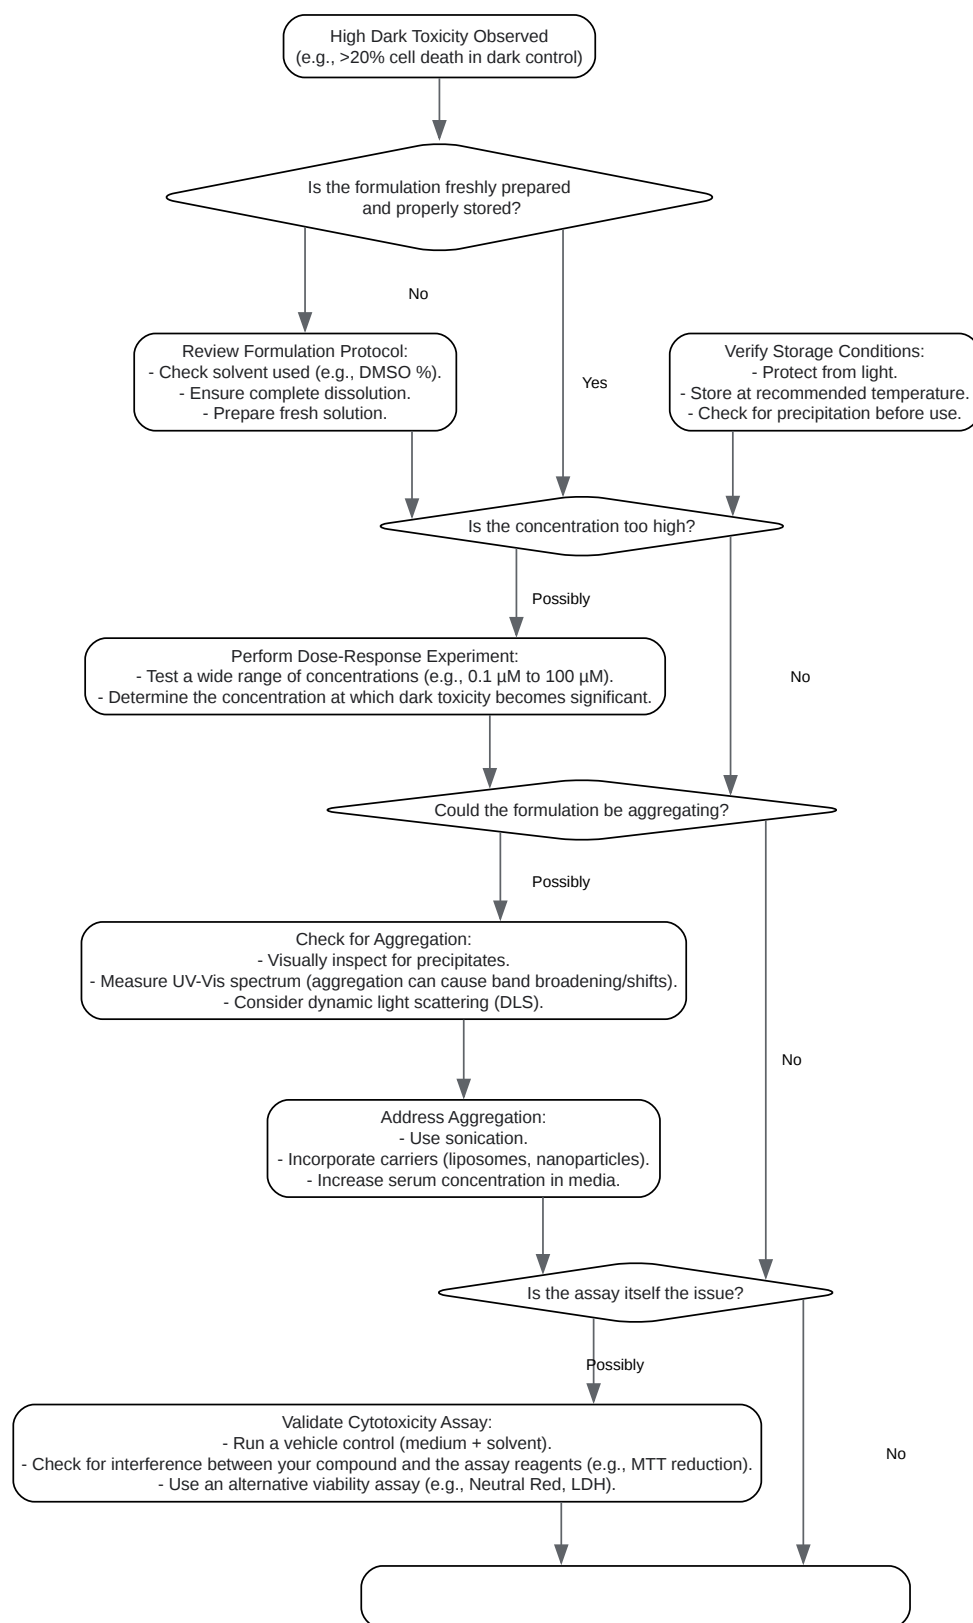 High Dark Toxicity Observed
(e.g., >20% cell death in dark control)
Is the formulation freshly prepared
and properly stored?
No
Review Formulation Protocol:
- Check solvent used (e.g., DMSO %).
- Ensure complete dissolution.
- Prepare fresh solution.
Yes
Verify Storage Conditions:
- Protect from light.
- Store at recommended temperature.
- Check for precipitation before use.
Is the concentration too high?
Possibly
Perform Dose-Response Experiment:
- Test a wide range of concentrations (e.g., 0.1 µM to 100 µM).
- Determine the concentration at which dark toxicity becomes significant.
No
Could the formulation be aggregating?
Possibly
Check for Aggregation:
- Visually inspect for precipitates.
- Measure UV-Vis spectrum (aggregation can cause band broadening/shifts).
- Consider dynamic light scattering (DLS).
No
Address Aggregation:
- Use sonication.
- Incorporate carriers (liposomes, nanoparticles).
- Increase serum concentration in media.
Is the assay itself the issue?
Possibly
Validate Cytotoxicity Assay:
- Run a vehicle control (medium + solvent).
- Check for interference between your compound and the assay reagents (e.g., MTT reduction).
- Use an alternative viability assay (e.g., Neutral Red, LDH).
No